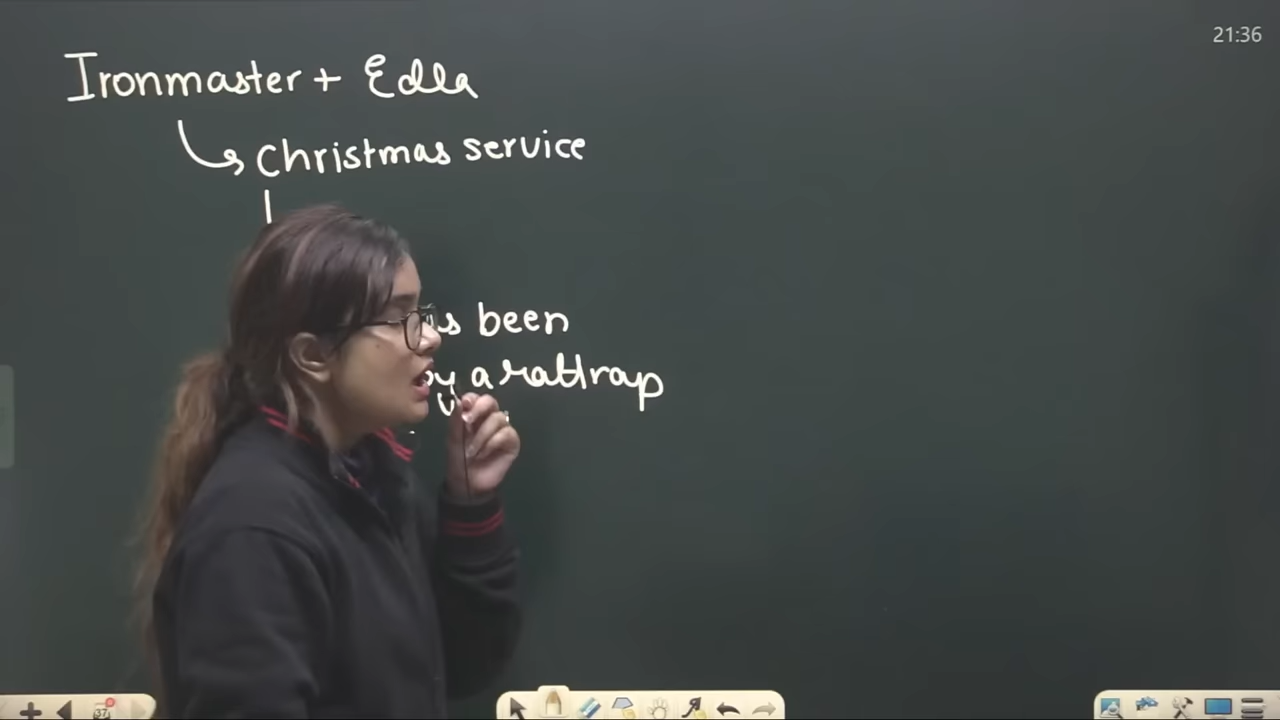 21:36
Ironmaster + Edla
Christmas service
been
a rattrap